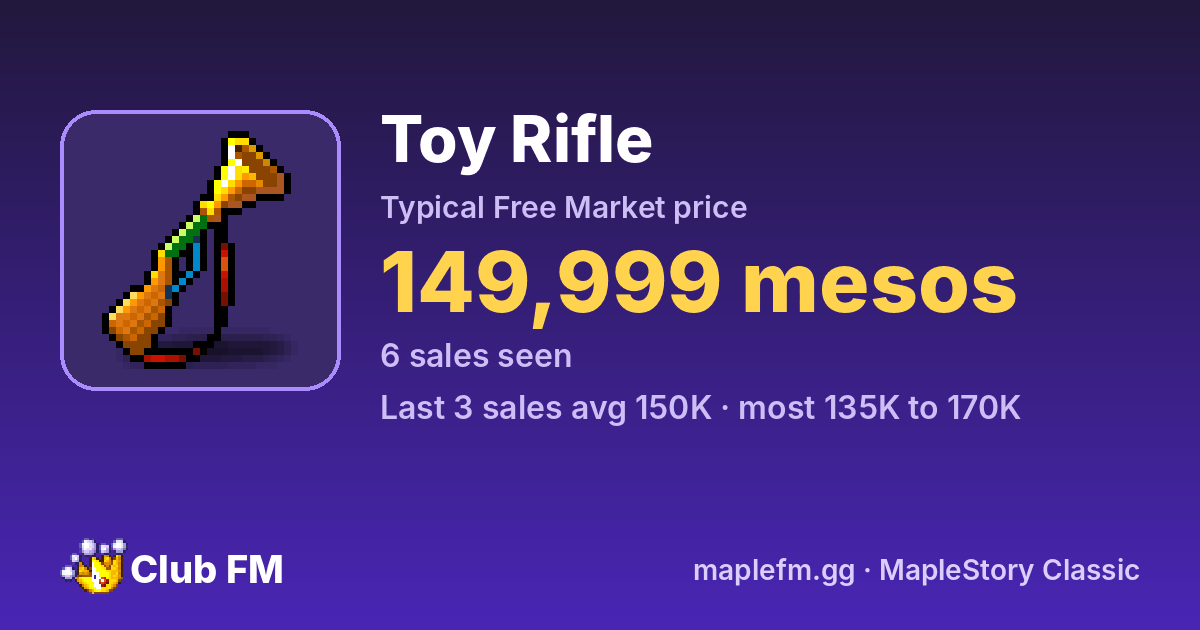 Toy Rifle
Typical Free Market price
149,999 mesos
6 sales seen
Last 3 sales avg 150K · most 135K to 170K
Club FM
maplefm.gg · MapleStory Classic